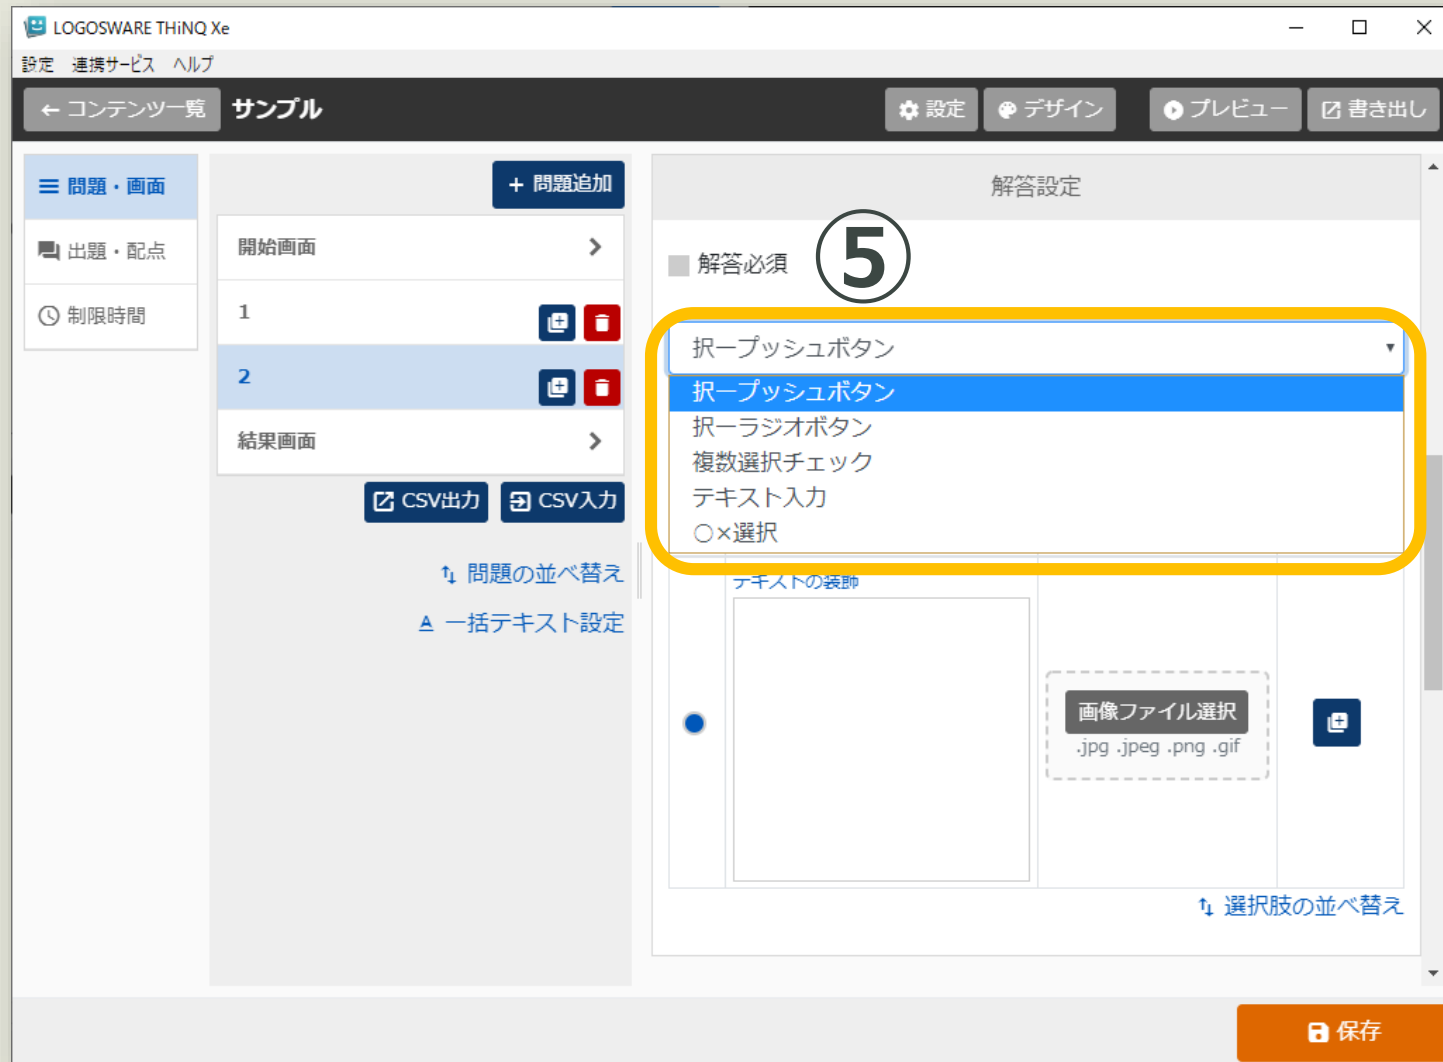 LOGOSWARE THiNQ Xe
設定 連携サービス ヘルプ
← コンテンツ一覧 サンプル 設定 デザイン プレビュー 書き出し
問題・画面
出題・配点
制限時間
+ 問題追加
開始画面
1
2
結果画面
CSV出力 CSV入力
問題の並べ替え
一括テキスト設定
解答設定
解答必須
⑤
択一プッシュボタン
択一プッシュボタン
択一ラジオボタン
複数選択チェック
テキスト入力
○×選択
テキストの装飾
画像ファイル選択
.jpg .jpeg .png .gif
選択肢の並べ替え
保存